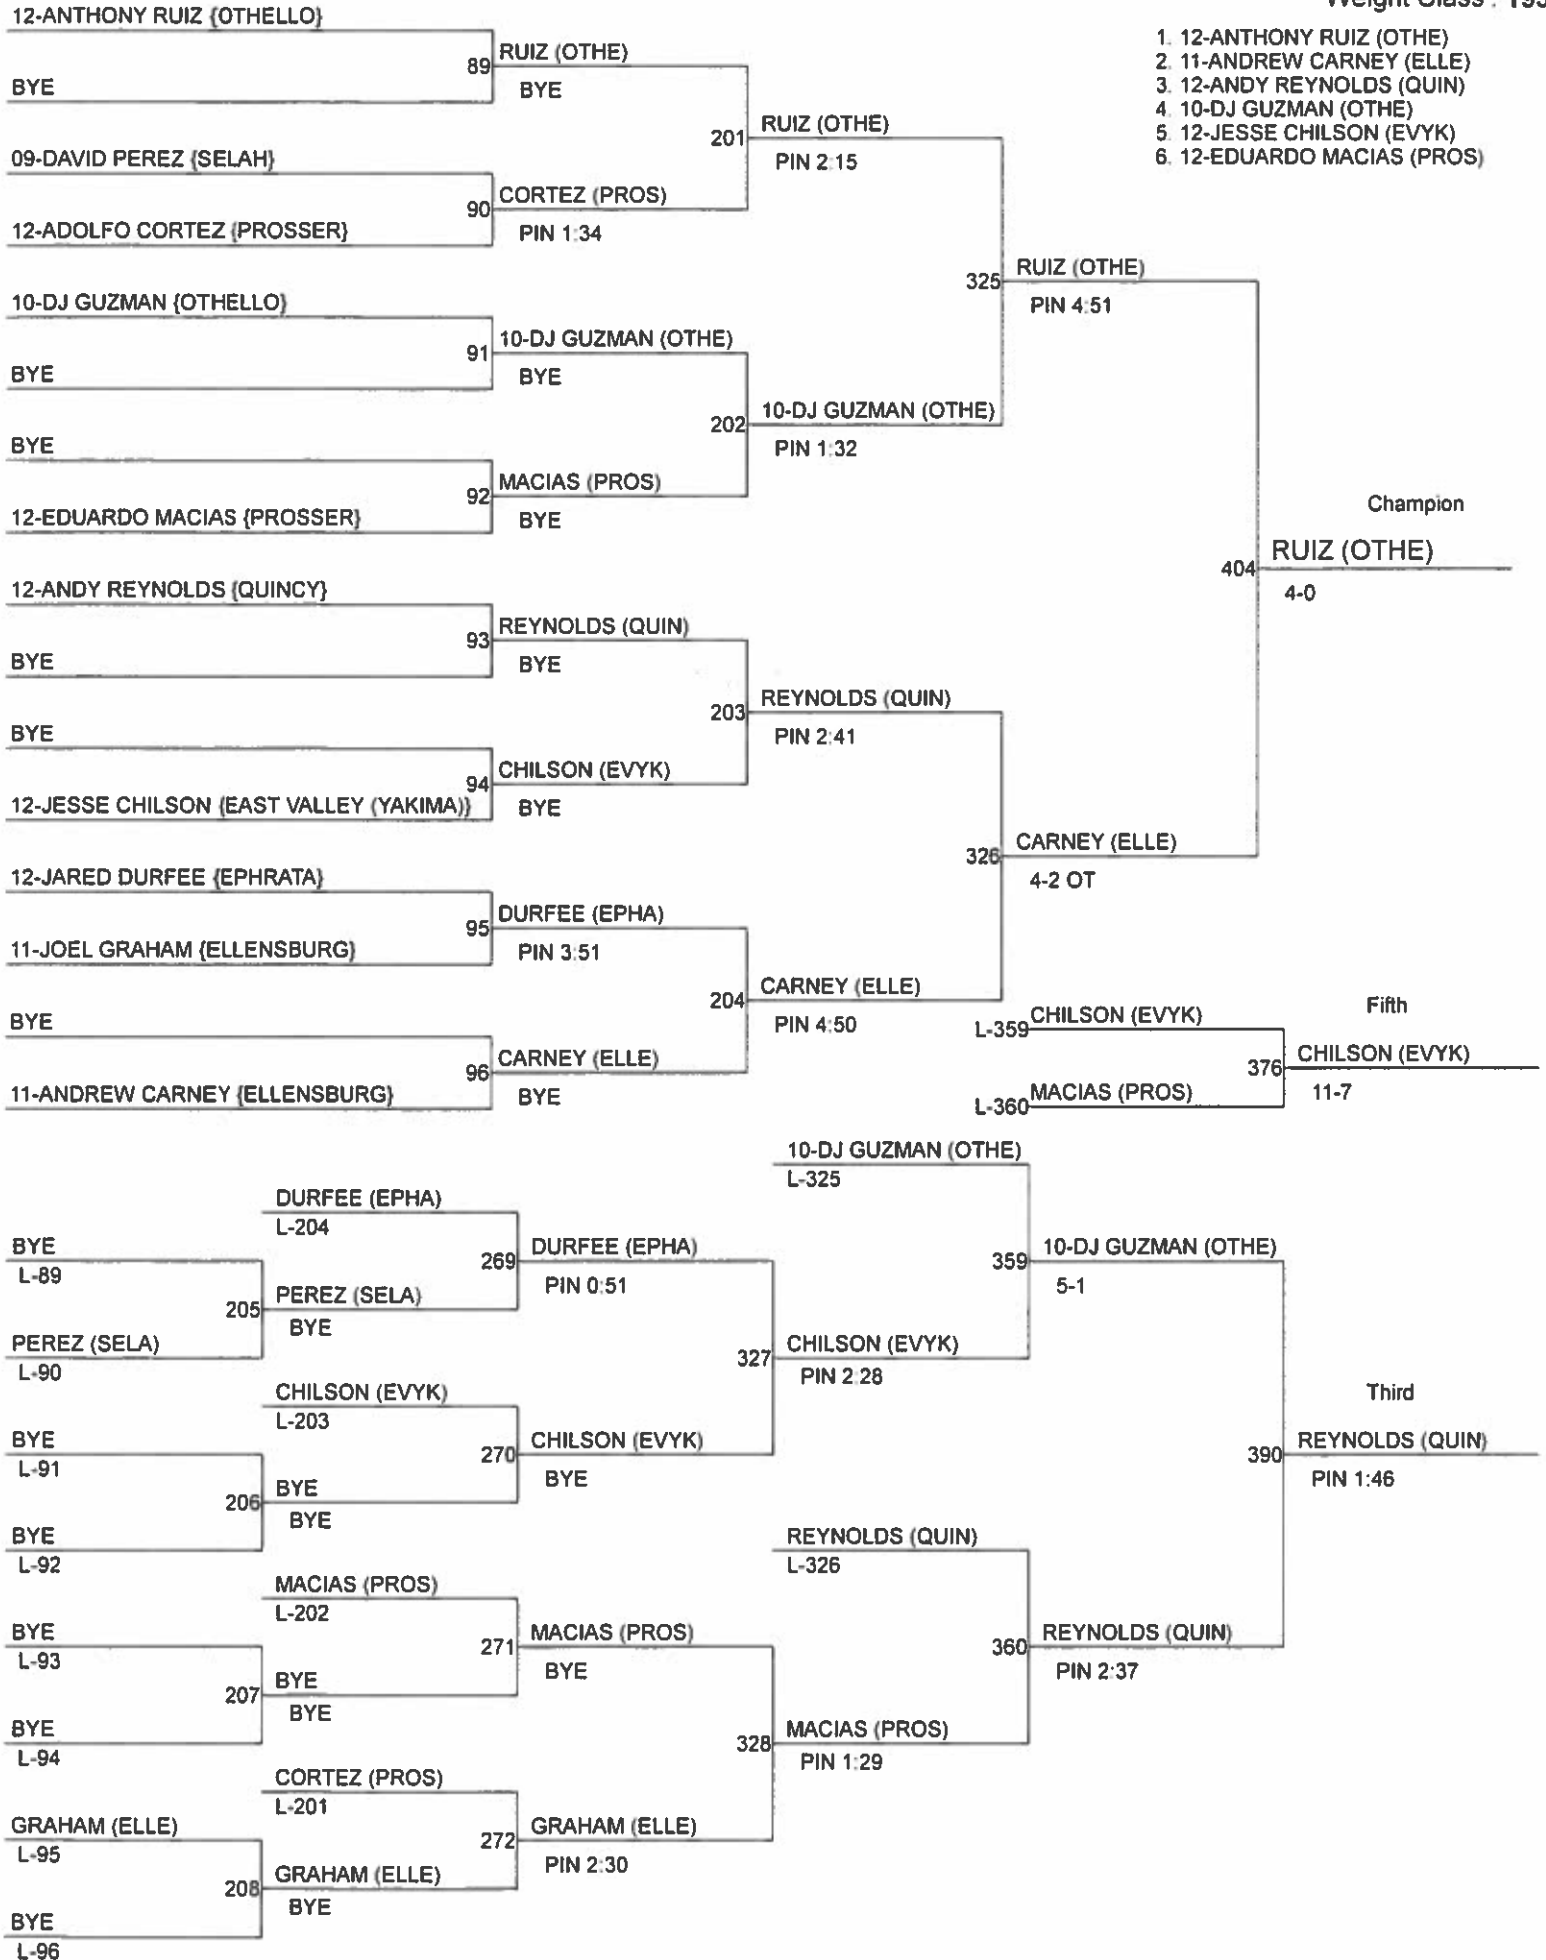 Weight Class : 195
1. 12-ANTHONY RUIZ (OTHE)
2. 11-ANDREW CARNEY (ELLE)
3. 12-ANDY REYNOLDS (QUIN)
4. 10-DJ GUZMAN (OTHE)
5. 12-JESSE CHILSON (EVYK)
6. 12-EDUARDO MACIAS (PROS)
12-ANTHONY RUIZ {OTHELLO}
BYE
09-DAVID PEREZ {SELAH}
12-ADOLFO CORTEZ {PROSSER}
10-DJ GUZMAN {OTHELLO}
BYE
BYE
12-EDUARDO MACIAS {PROSSER}
12-ANDY REYNOLDS {QUINCY}
BYE
BYE
12-JESSE CHILSON {EAST VALLEY (YAKIMA)}
12-JARED DURFEE {EPHRATA}
11-JOEL GRAHAM {ELLENSBURG}
BYE
11-ANDREW CARNEY {ELLENSBURG}
89 RUIZ (OTHE)
BYE
90 CORTEZ (PROS)
PIN 1:34
91 10-DJ GUZMAN (OTHE)
BYE
92 MACIAS (PROS)
BYE
93 REYNOLDS (QUIN)
BYE
94 CHILSON (EVYK)
BYE
95 DURFEE (EPHA)
PIN 3:51
96 CARNEY (ELLE)
BYE
201 RUIZ (OTHE)
PIN 2:15
202 10-DJ GUZMAN (OTHE)
PIN 1:32
203 REYNOLDS (QUIN)
PIN 2:41
204 CARNEY (ELLE)
PIN 4:50
325 RUIZ (OTHE)
PIN 4:51
326 CARNEY (ELLE)
4-2 OT
Champion
404 RUIZ (OTHE)
4-0
Fifth
L-359 CHILSON (EVYK)
L-360 MACIAS (PROS)
376 CHILSON (EVYK)
11-7
BYE
L-89
PEREZ (SELA)
L-90
BYE
L-91
BYE
L-92
BYE
L-93
BYE
L-94
GRAHAM (ELLE)
L-95
BYE
L-96
DURFEE (EPHA)
L-204
205 PEREZ (SELA)
BYE
CHILSON (EVYK)
L-203
206 BYE
BYE
MACIAS (PROS)
L-202
207 BYE
BYE
CORTEZ (PROS)
L-201
208 GRAHAM (ELLE)
BYE
269 DURFEE (EPHA)
PIN 0:51
270 CHILSON (EVYK)
BYE
271 MACIAS (PROS)
BYE
272 GRAHAM (ELLE)
PIN 2:30
10-DJ GUZMAN (OTHE)
L-325
327 CHILSON (EVYK)
PIN 2:28
REYNOLDS (QUIN)
L-326
328 MACIAS (PROS)
PIN 1:29
359 10-DJ GUZMAN (OTHE)
5-1
360 REYNOLDS (QUIN)
PIN 2:37
Third
390 REYNOLDS (QUIN)
PIN 1:46